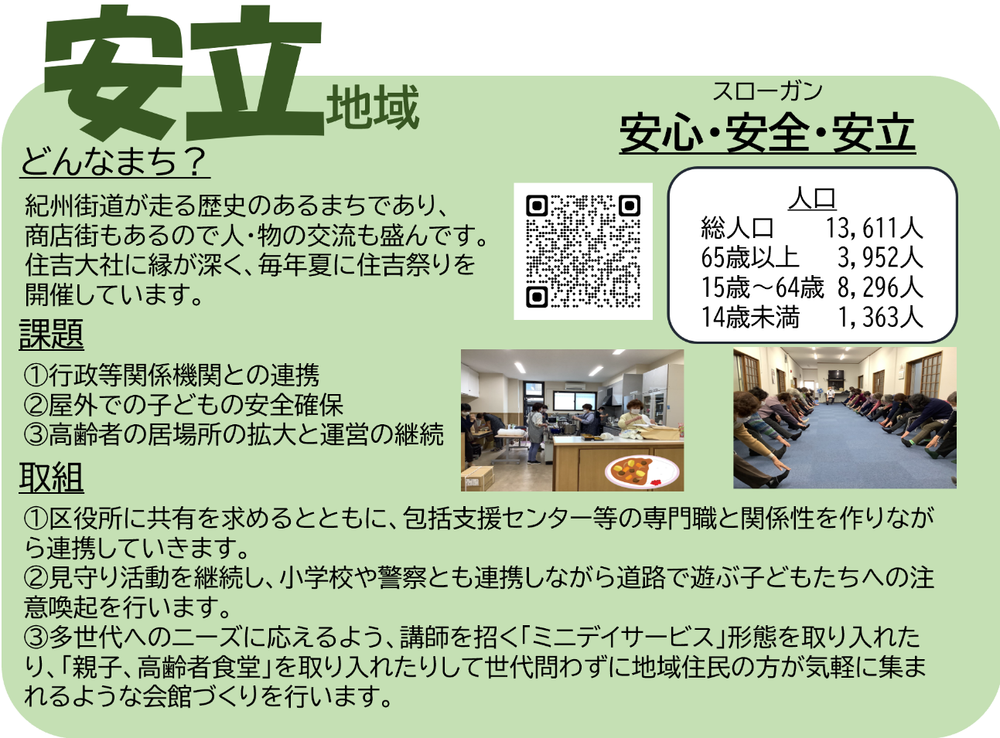 安立地域
スローガン
安心・安全・安立
どんなまち？
紀州街道が走る歴史のあるまちであり、
商店街もあるので人・物の交流も盛んです。
住吉大社に縁が深く、毎年夏に住吉祭りを
開催しています。
人口
総人口 13,611人
65歳以上 3,952人
15歳～64歳 8,296人
14歳未満 1,363人
課題
①行政等関係機関との連携
②屋外での子どもの安全確保
③高齢者の居場所の拡大と運営の継続
取組
①区役所に共有を求めるとともに、包括支援センター等の専門職と関係性を作りなが
ら連携していきます。
②見守り活動を継続し、小学校や警察とも連携しながら道路で遊ぶ子どもたちへの注
意喚起を行います。
③多世代へのニーズに応えるよう、講師を招く「ミニデイサービス」形態を取り入れた
り、「親子、高齢者食堂」を取り入れたりして世代問わずに地域住民の方が気軽に集ま
れるような会館づくりを行います。